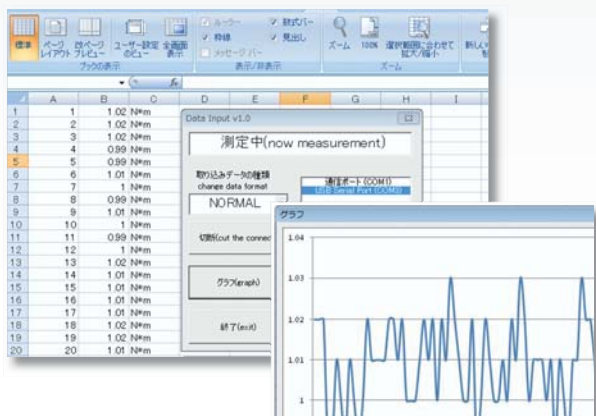 ルーラー 数式バー
枠線 見出し
メッセージ バー
標準 ページ レイアウト 改ページ プレビュー ユーザー設定 のビュー 全画面 表示
ズーム 100% 選択範囲に合わせて 拡大/縮小
ブックの表示 表示/非表示 ズーム
fx
A B C D E F G H I
1 1 1.02 N*m
2 2 1.02 N*m
3 3 1.02 N*m
4 4 0.99 N*m
5 5 0.99 N*m
6 6 1.01 N*m
7 7 1 N*m
8 8 0.99 N*m
9 9 1.01 N*m
10 10 1 N*m
11 11 0.99 N*m
12 12 1 N*m
13 13 1.02 N*m
14 14 1.01 N*m
15 15 1.01 N*m
16 16 1.01 N*m
17 17 1.01 N*m
18 18 1.02 N*m
19 19 1.02 N*m
20 20 1.01 N*m
Data Input v1.0
測定中(now measurement)
取り込みデータの種類
change data format
NORMAL
通信ポート (COM1)
USB Serial Port (COM3)
切断(cut the connec
グラフ(graph)
終了(exit)
グラフ
1.04
1.03
1.02
1.01
1